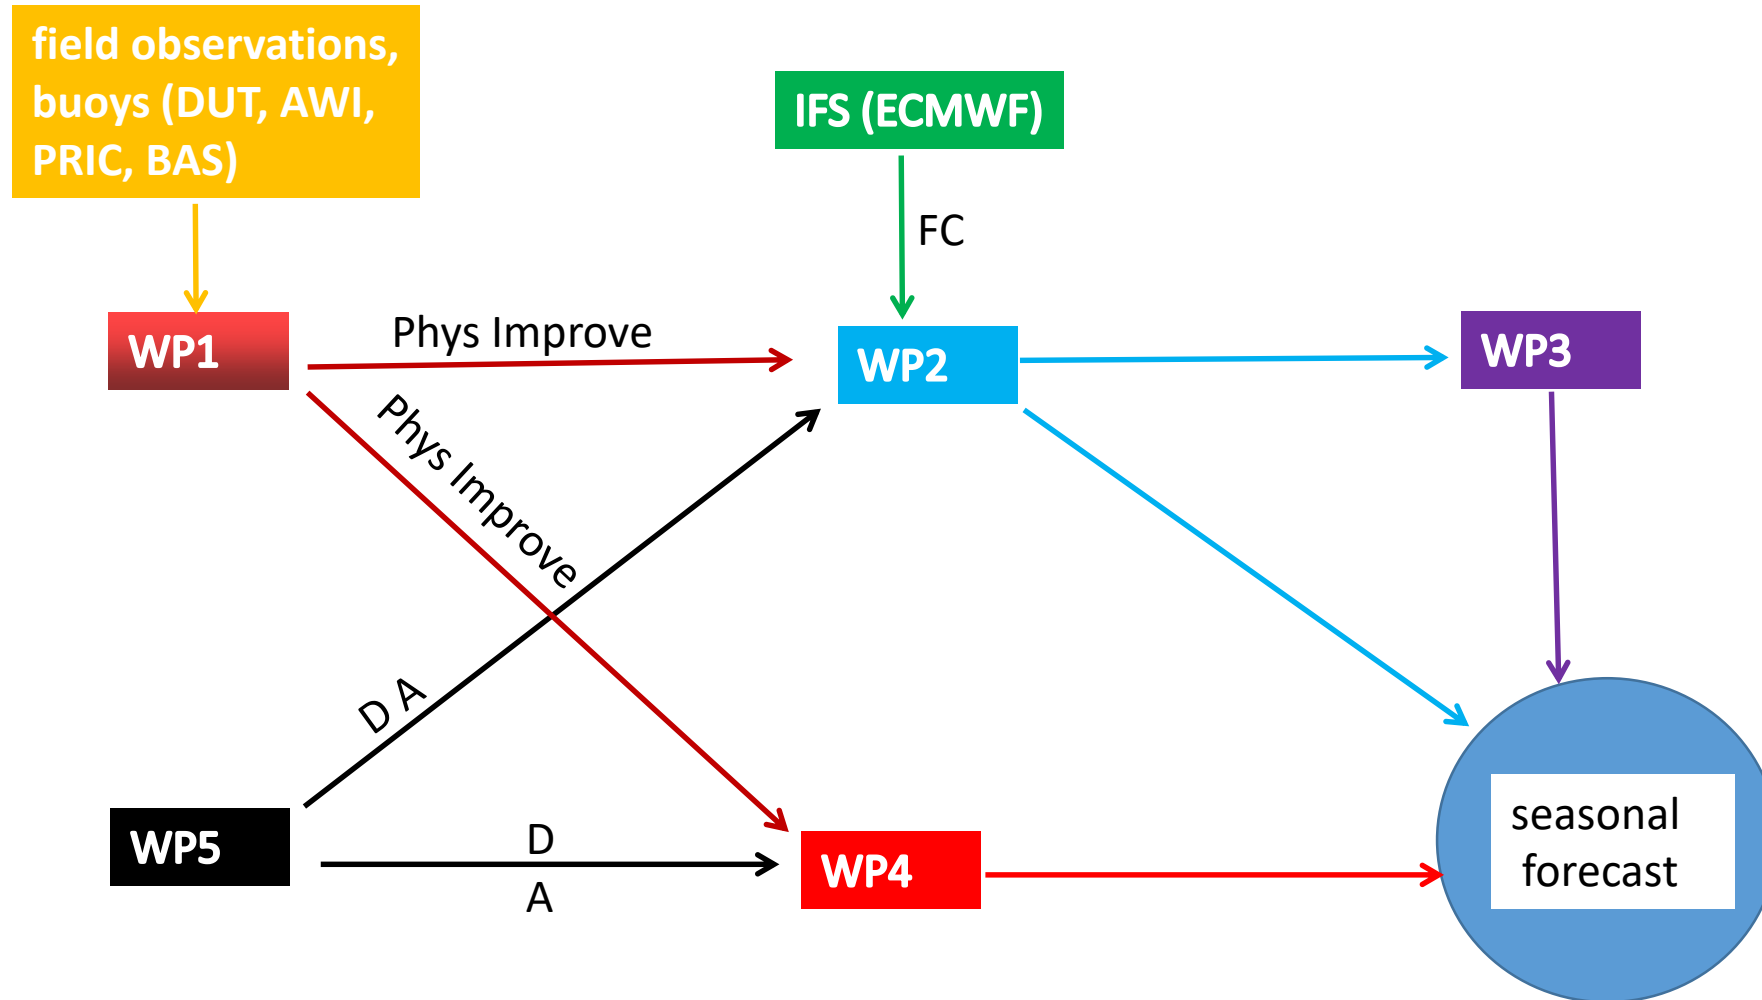 field observations,
buoys (DUT, AWI,
PRIC, BAS)
IFS (ECMWF)
FC
WP1
Phys Improve
WP2
WP3
Phys Improve
D A
WP5
D
A
WP4
seasonal
forecast